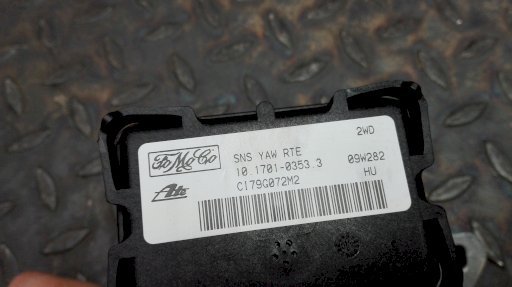 2WD
FoMoCo
SNS YAW RTE
10.1701-0353.3 09W282
C179G072M2 HU
Ate